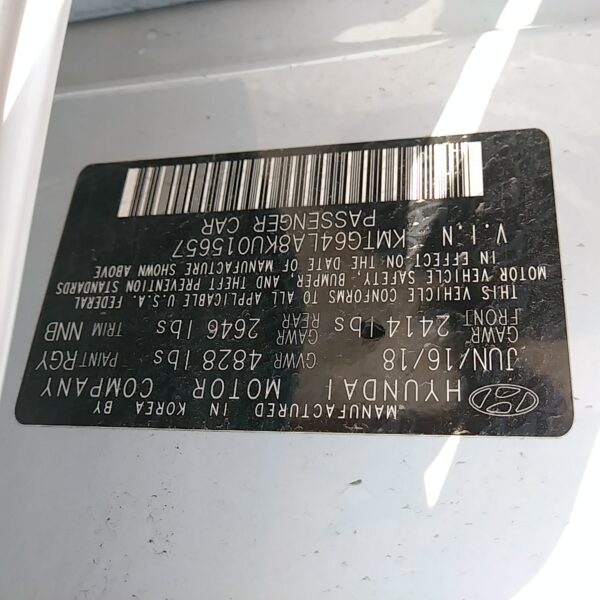 MANUFACTURED IN KOREA BY
HYUNDAI MOTOR COMPANY
JUN/16/18 GVWR 4828 lbs PAINT RGY
GAWR FRONT 2414 lbs GAWR REAR 2646 lbs TRIM NNB
THIS VEHICLE CONFORMS TO ALL APPLICABLE U.S.A. FEDERAL
MOTOR VEHICLE SAFETY, BUMPER, AND THEFT PREVENTION STANDARDS
IN EFFECT ON THE DATE OF MANUFACTURE SHOWN ABOVE
V.I.N KMTG64LA8KU015657
PASSENGER CAR